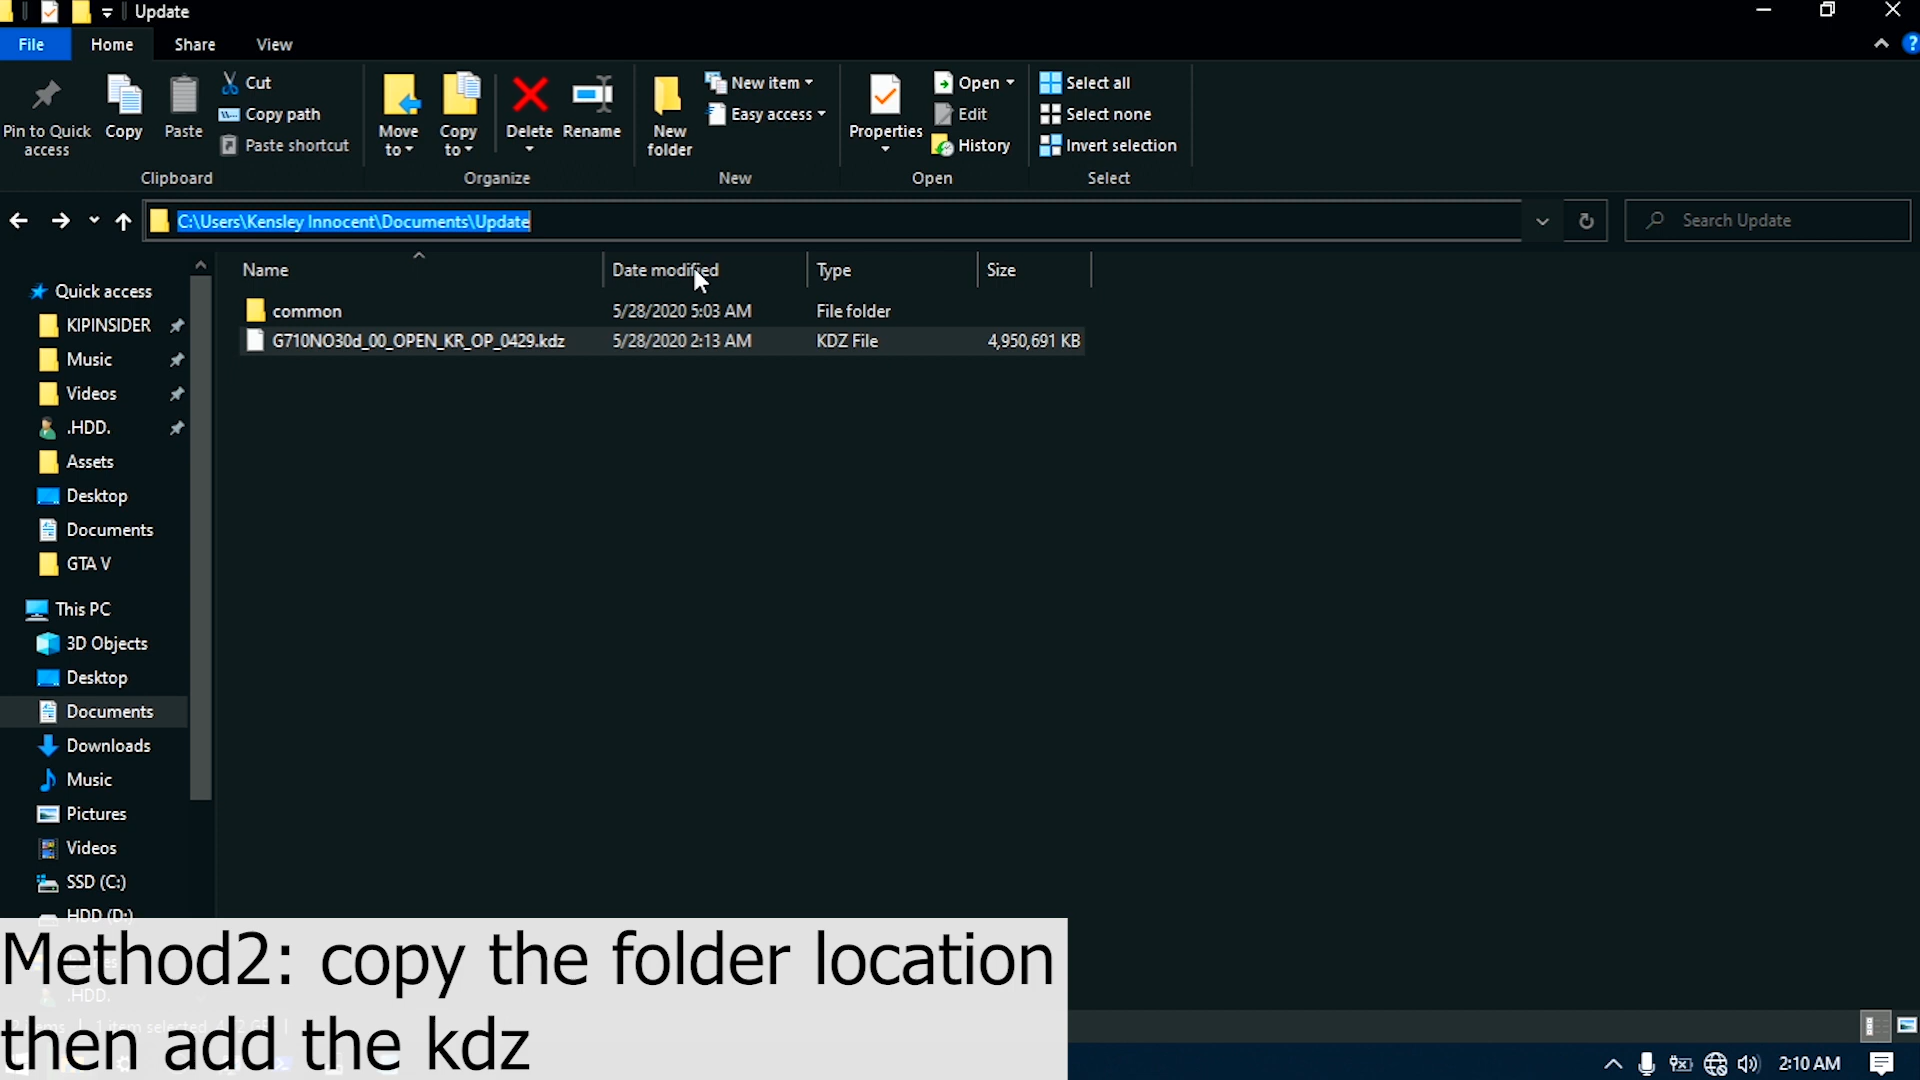 Update
File Home Share View
Pin to Quick access
Copy
Paste
Cut
Copy path
Paste shortcut
Clipboard
Move to
Copy to
Delete
Rename
Organize
New folder
New item
Easy access
New
Properties
Open
Edit
History
Open
Select all
Select none
Invert selection
Select
C:\Users\Kensley Innocent\Documents\Update
Search Update
Name Date modified Type Size
common 5/28/2020 5:03 AM File folder
G710NO30d_00_OPEN_KR_OP_0429.kdz 5/28/2020 2:13 AM KDZ File 4,950,691 KB
Quick access
KIPINSIDER
Music
Videos
.HDD.
Assets
Desktop
Documents
GTA V
This PC
3D Objects
Desktop
Documents
Downloads
Music
Pictures
Videos
SSD (C:)
HDD (D:)
.HDD.
Method2: copy the folder location
then add the kdz
2:10 AM